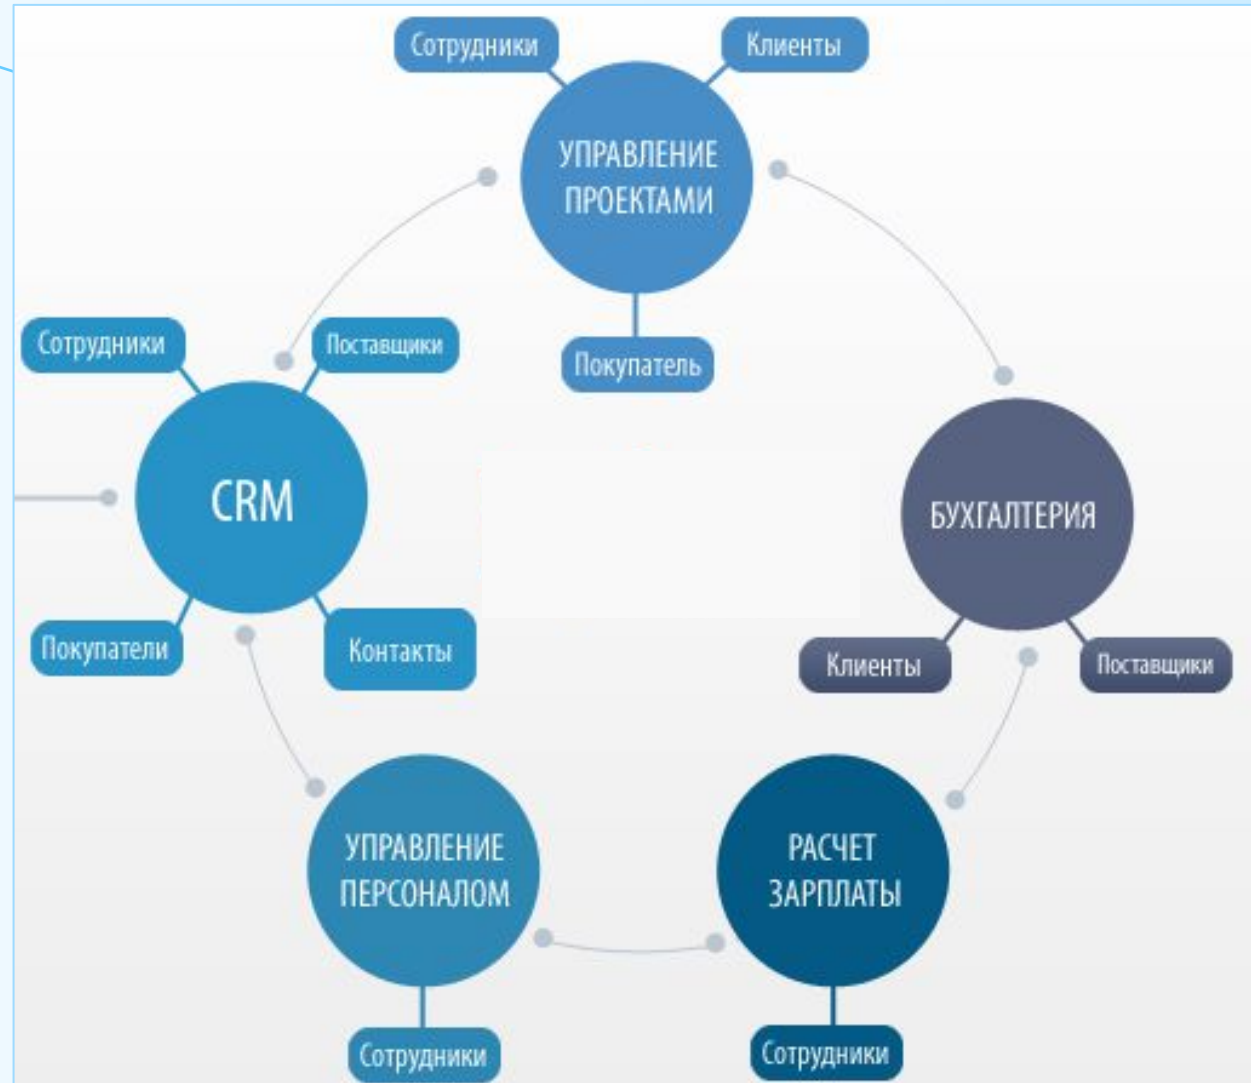 Сотрудники
Клиенты
УПРАВЛЕНИЕ
ПРОЕКТАМИ
Покупатель
Сотрудники
Поставщики
CRM
Покупатели
Контакты
БУХГАЛТЕРИЯ
Клиенты
Поставщики
УПРАВЛЕНИЕ
ПЕРСОНАЛОМ
Сотрудники
РАСЧЕТ
ЗАРПЛАТЫ
Сотрудники